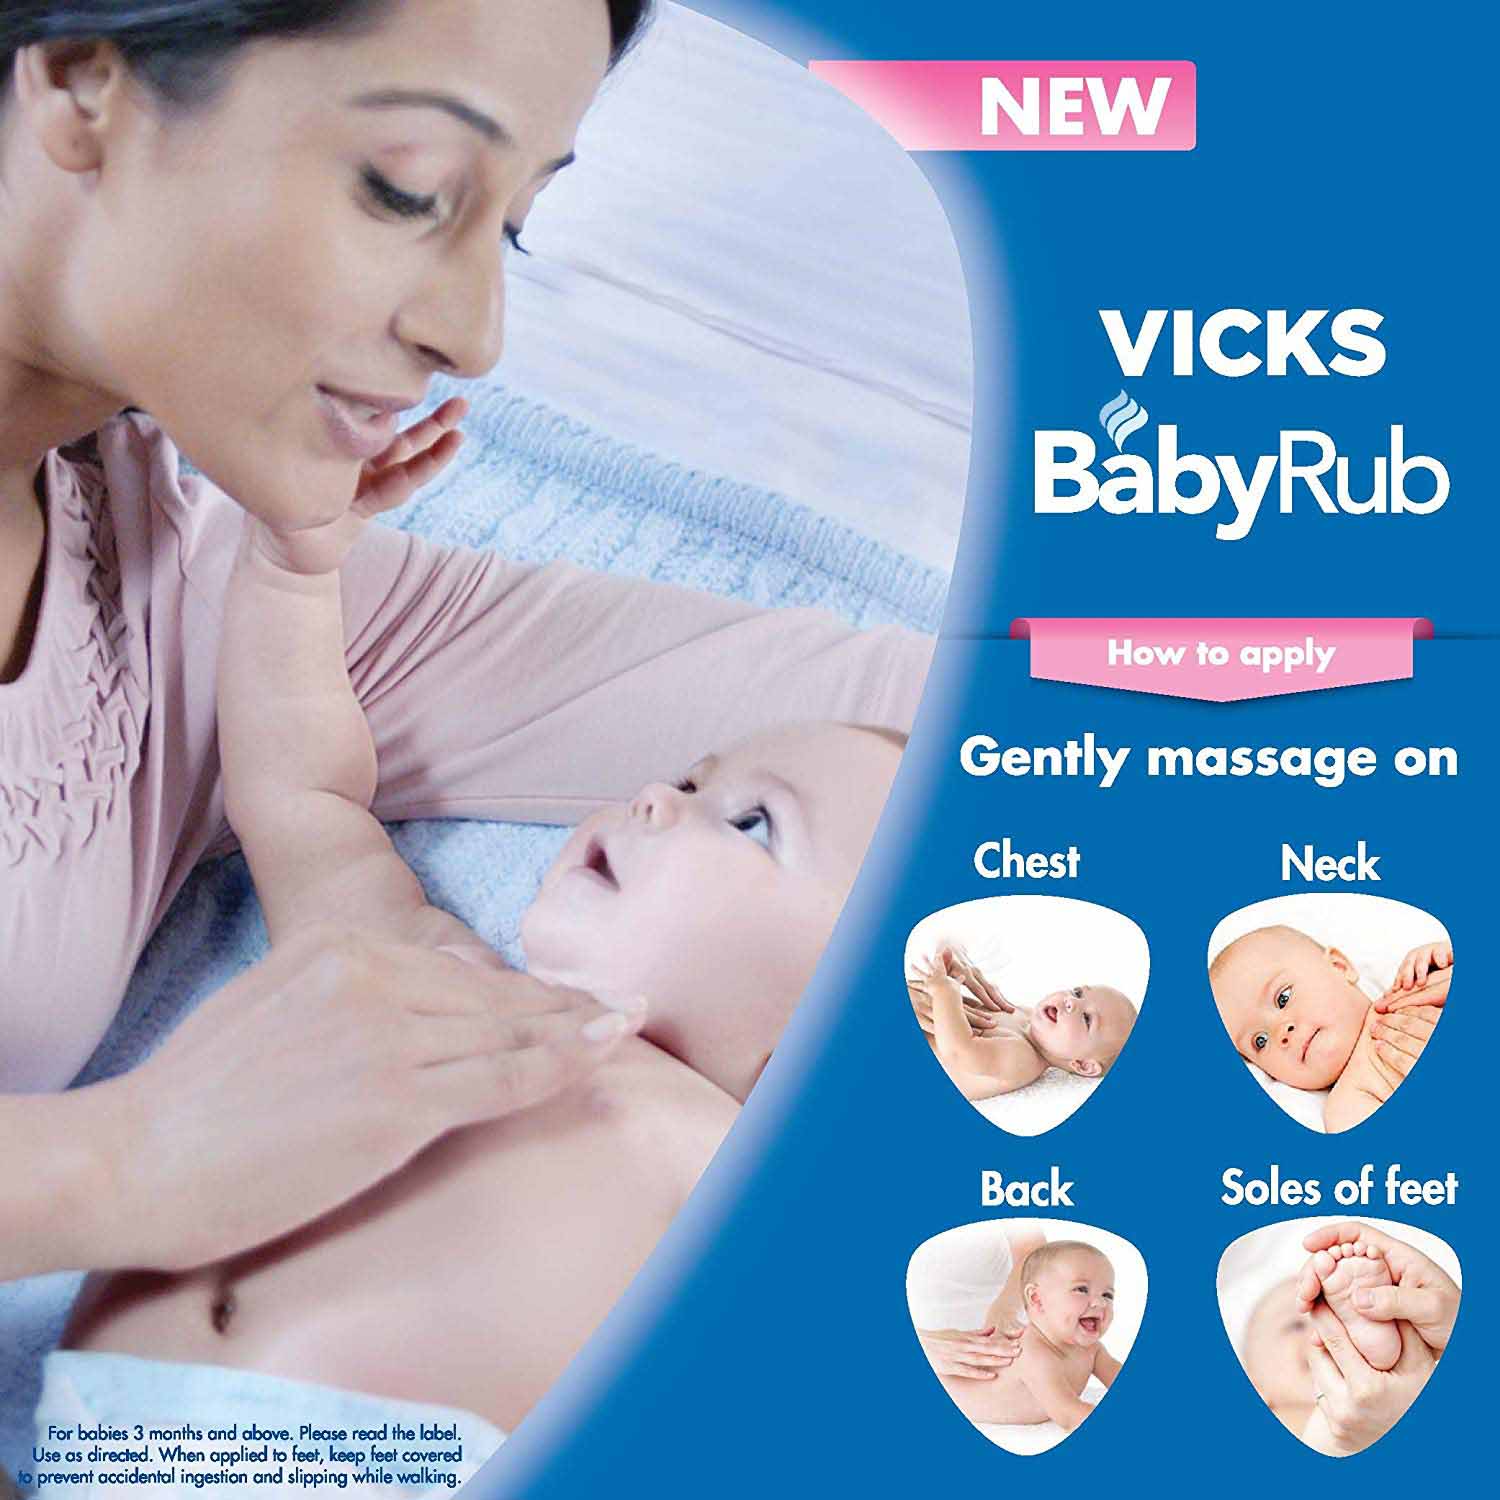 NEW
VICKS
BabyRub
How to apply
Gently massage on
Chest
Neck
Back
Soles of feet
For babies 3 months and above. Please read the label.
Use as directed. When applied to feet, keep feet covered
to prevent accidental ingestion and slipping while walking.